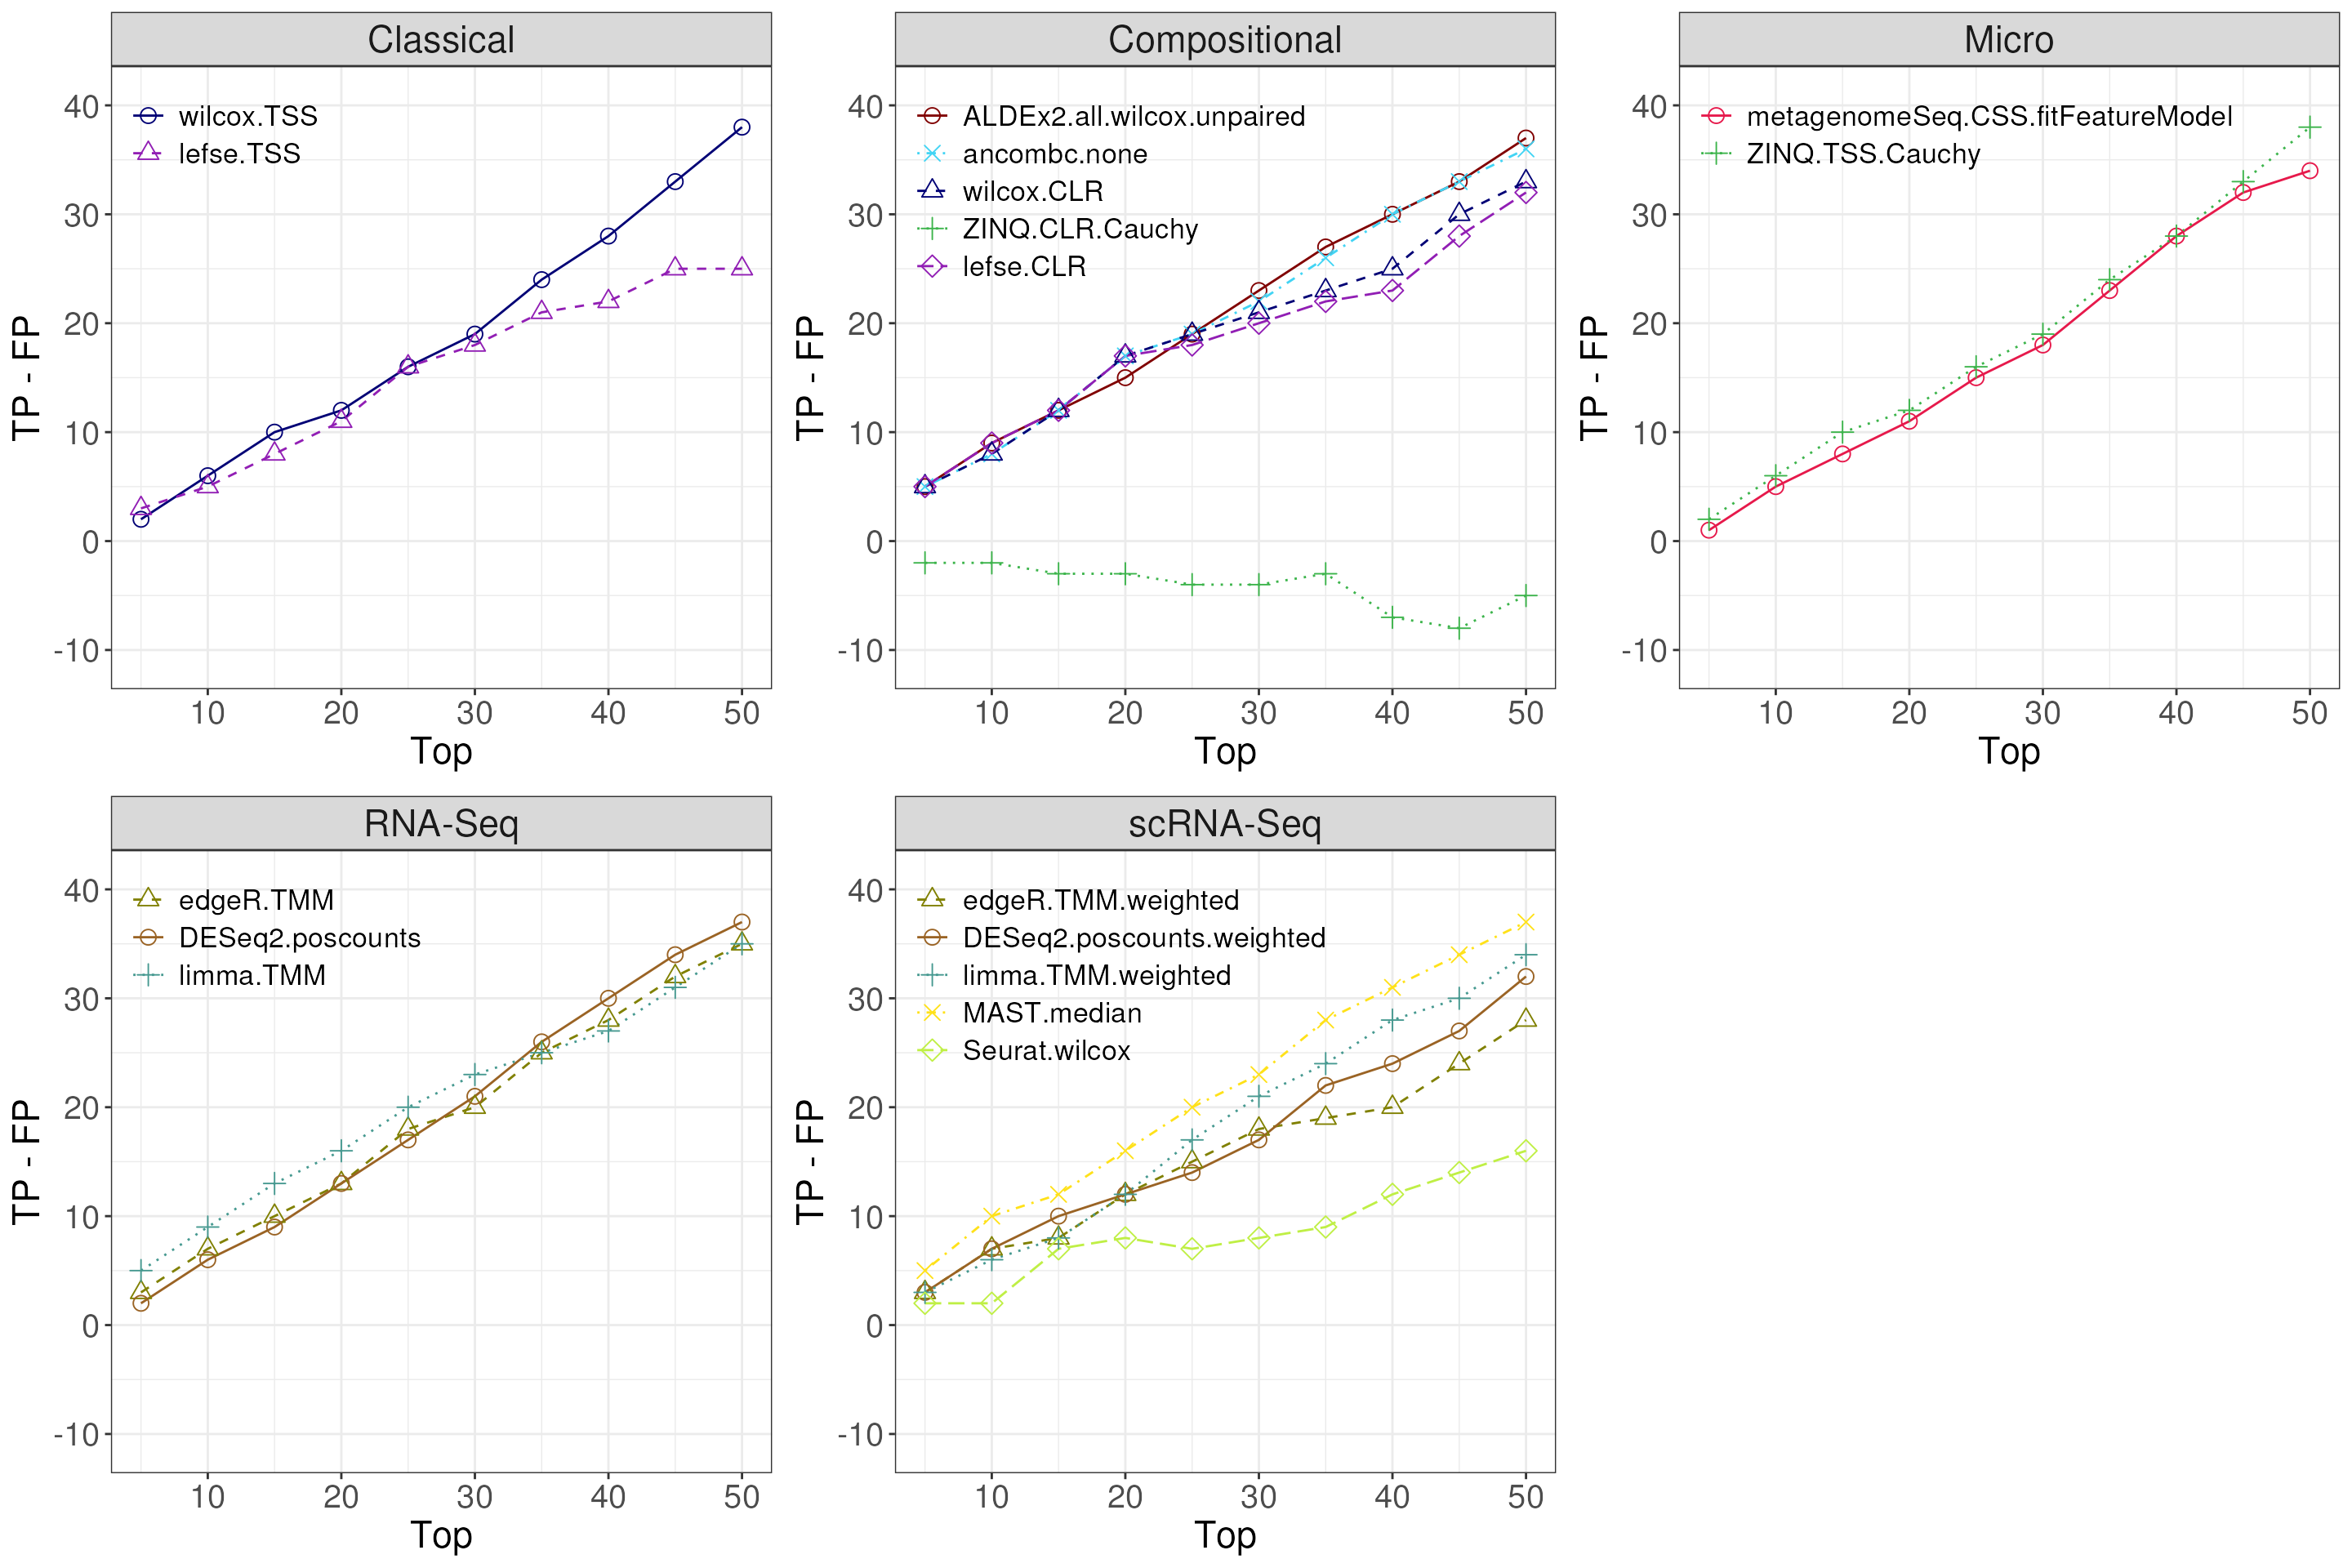 Classical
wilcox.TSS
lefse.TSS
40
30
20
10
0
-10
TP - FP
10 20 30 40 50
Top
Compositional
ALDEx2.all.wilcox.unpaired
ancombc.none
wilcox.CLR
ZINQ.CLR.Cauchy
lefse.CLR
40
30
20
10
0
-10
TP - FP
10 20 30 40 50
Top
Micro
metagenomeSeq.CSS.fitFeatureModel
ZINQ.TSS.Cauchy
40
30
20
10
0
-10
TP - FP
10 20 30 40 50
Top
RNA-Seq
edgeR.TMM
DESeq2.poscounts
limma.TMM
40
30
20
10
0
-10
TP - FP
10 20 30 40 50
Top
scRNA-Seq
edgeR.TMM.weighted
DESeq2.poscounts.weighted
limma.TMM.weighted
MAST.median
Seurat.wilcox
40
30
20
10
0
-10
TP - FP
10 20 30 40 50
Top